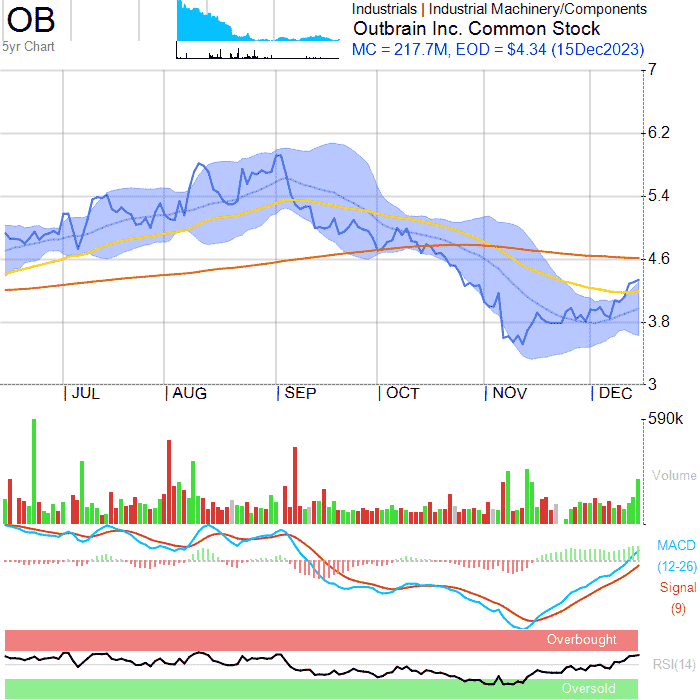 OB
5yr Chart
Industrials | Industrial Machinery/Components
Outbrain Inc. Common Stock
MC = 217.7M, EOD = $4.34 (15Dec2023)
7
6.2
5.4
4.6
3.8
3
JUL AUG SEP OCT NOV DEC
590k
Volume
MACD
(12-26)
Signal
(9)
Overbought
RSI(14)
Oversold